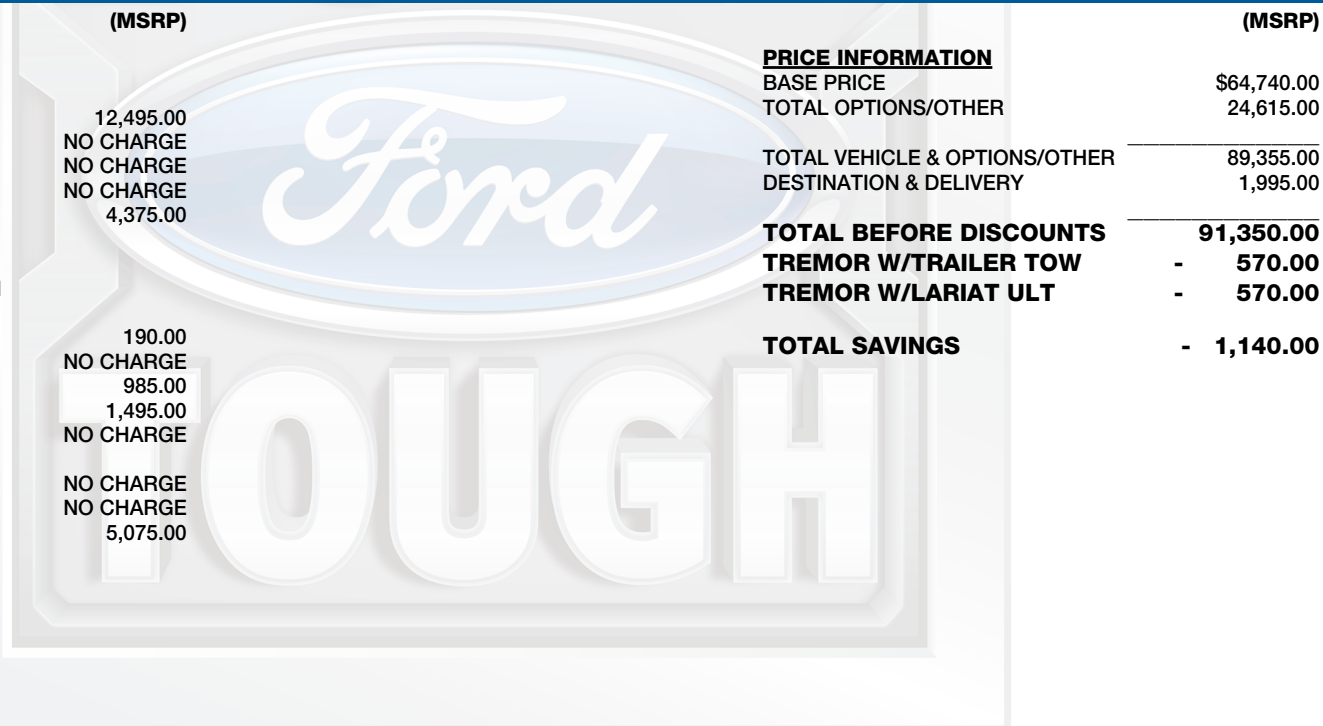 (MSRP)
12,495.00
NO CHARGE
NO CHARGE
NO CHARGE
4,375.00
190.00
NO CHARGE
985.00
1,495.00
NO CHARGE
NO CHARGE
NO CHARGE
5,075.00
Ford
TOUGH
(MSRP)
PRICE INFORMATION
BASE PRICE $64,740.00
TOTAL OPTIONS/OTHER 24,615.00
TOTAL VEHICLE & OPTIONS/OTHER 89,355.00
DESTINATION & DELIVERY 1,995.00
TOTAL BEFORE DISCOUNTS 91,350.00
TREMOR W/TRAILER TOW - 570.00
TREMOR W/LARIAT ULT - 570.00
TOTAL SAVINGS - 1,140.00